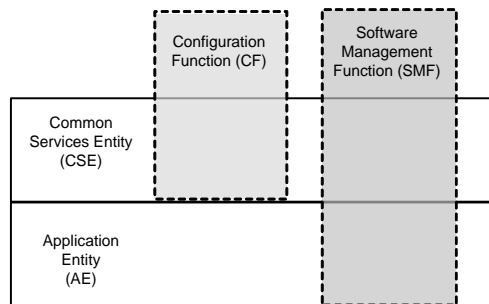 Configuration
Function (CF)
Software
Management
Function (SMF)
Common
Services Entity
(CSE)
Application
Entity
(AE)